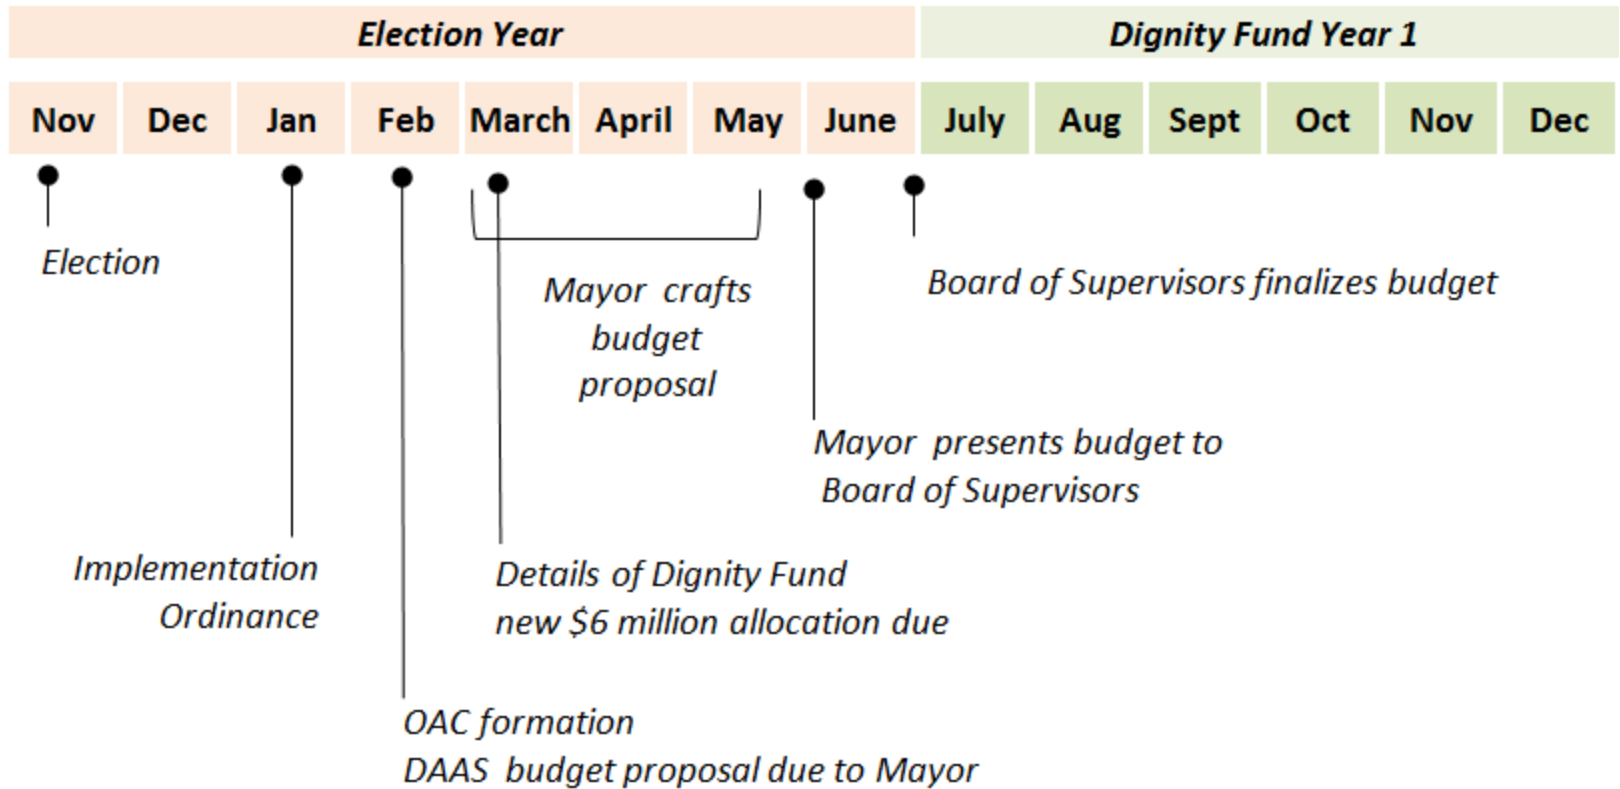 Election Year
Dignity Fund Year 1
Nov Dec Jan Feb March April May June July Aug Sept Oct Nov Dec
Election
Mayor crafts
budget
proposal
Board of Supervisors finalizes budget
Mayor presents budget to
Board of Supervisors
Implementation
Ordinance
Details of Dignity Fund
new $6 million allocation due
OAC formation
DAAS budget proposal due to Mayor